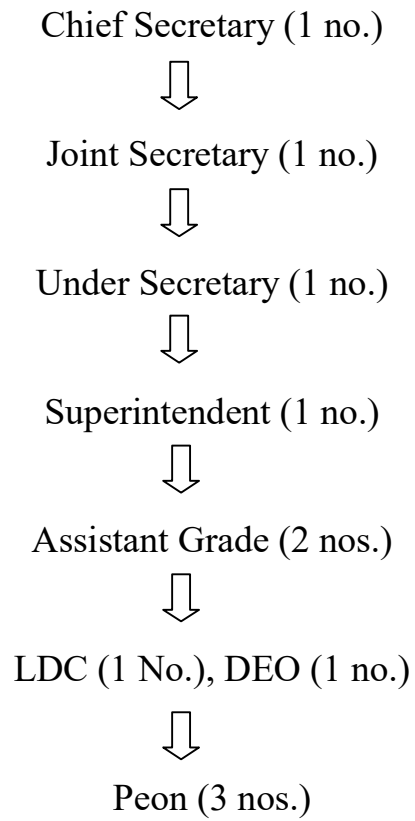 Chief Secretary (1 no.)
Joint Secretary (1 no.)
Under Secretary (1 no.)
Superintendent (1 no.)
Assistant Grade (2 nos.)
LDC (1 No.), DEO (1 no.)
Peon (3 nos.)